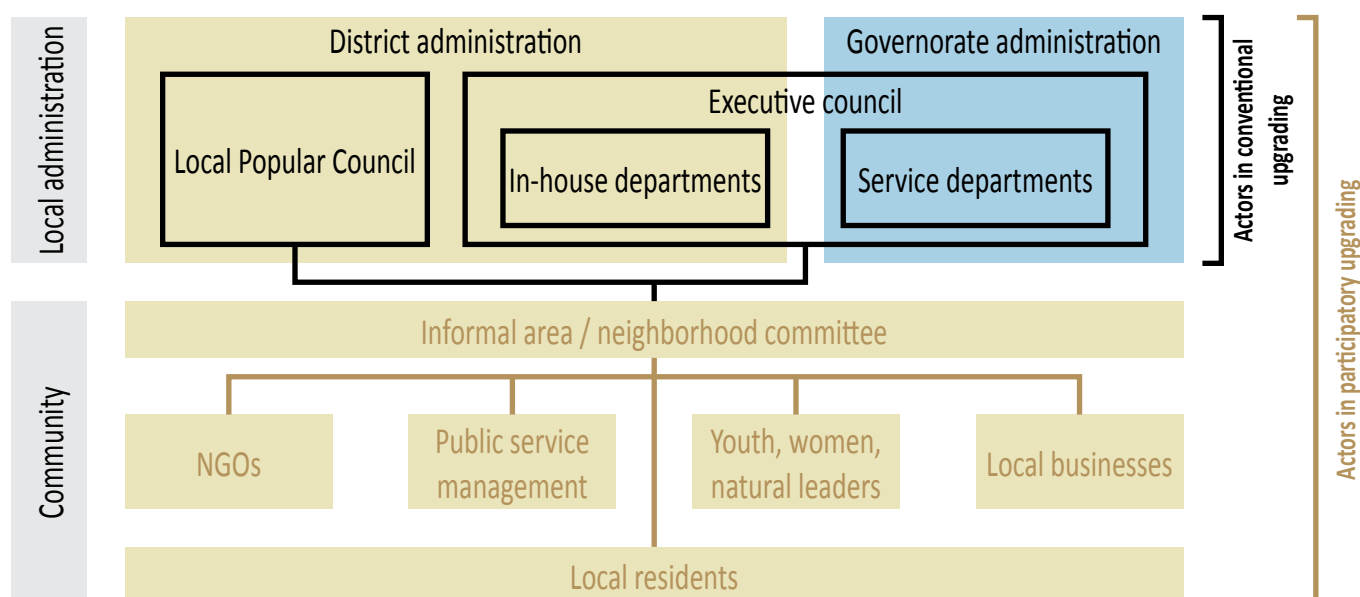 Local administration
District administration
Governorate administration
Executive council
Local Popular Council
In-house departments
Service departments
Actors in conventional
upgrading
Actors in participatory upgrading
Community
Informal area / neighborhood committee
NGOs
Public service
management
Youth, women,
natural leaders
Local businesses
Local residents